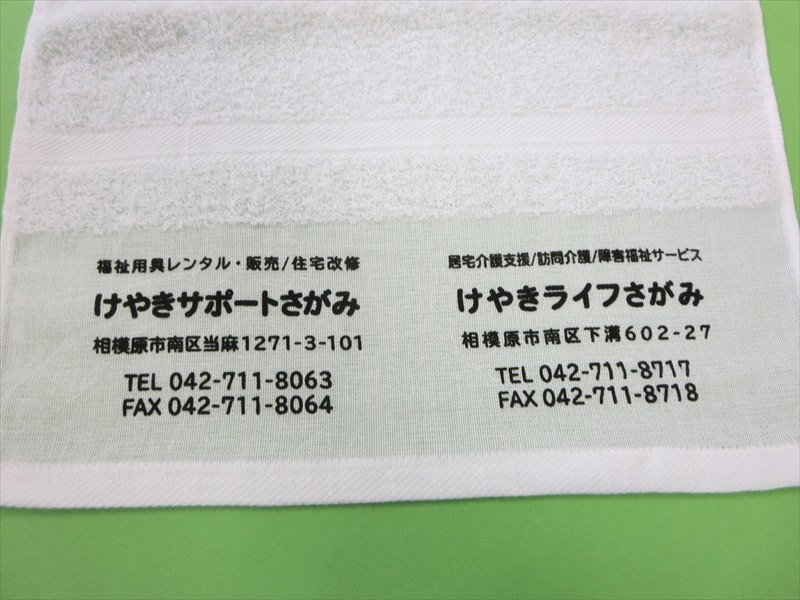 福祉用具レンタル・販売/住宅改修
けやきサポートさがみ
相模原市南区当麻1271-3-101
TEL 042-711-8063
FAX 042-711-8064
居宅介護支援/訪問介護/障害福祉サービス
けやきライフさがみ
相模原市南区下溝602-27
TEL 042-711-8717
FAX 042-711-8718